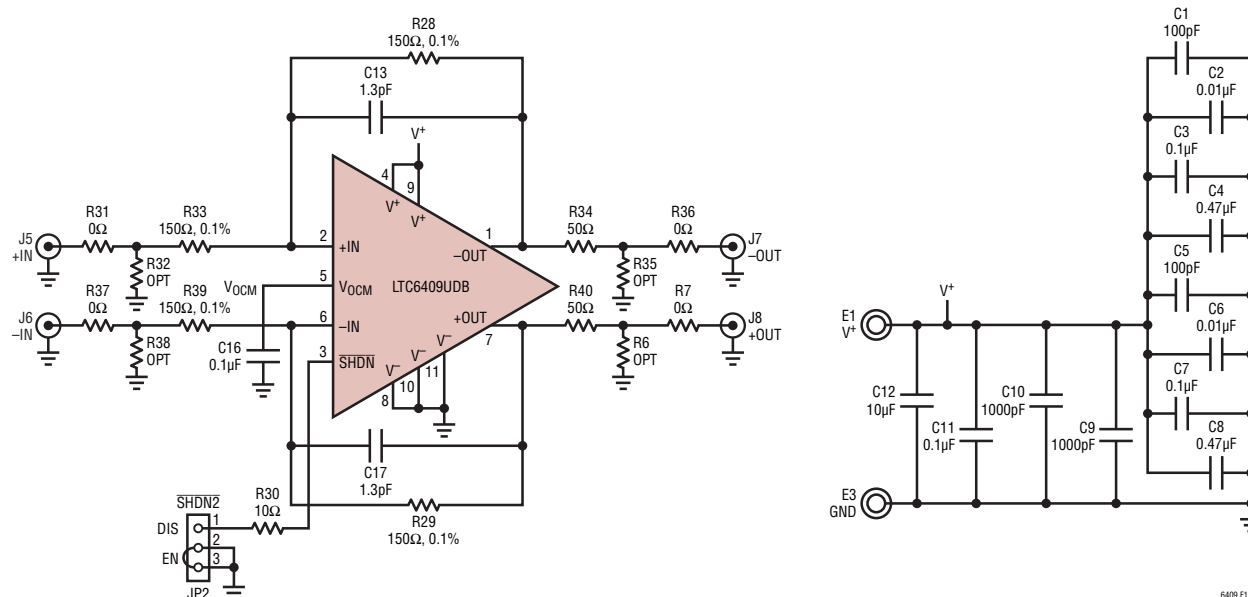 R28
150Ω, 0.1%
C13
1.3pF
V+
4
9
V+
V+
R31
0Ω
R33
150Ω, 0.1%
J5
+IN
R32
OPT
2
+IN
1
–OUT
R34
50Ω
R36
0Ω
J7
–OUT
R35
OPT
5
VOCM
VOCM
LTC6409UDB
R37
0Ω
R39
150Ω, 0.1%
J6
–IN
R38
OPT
6
–IN
+OUT
7
R40
50Ω
R7
0Ω
J8
+OUT
R6
OPT
C16
0.1µF
3
SHDN
V–
V–
V–
8
10
11
C17
1.3pF
R29
150Ω, 0.1%
SHDN2
R30
10Ω
DIS
1
2
EN
3
JP2
C1
100pF
C2
0.01µF
C3
0.1µF
C4
0.47µF
C5
100pF
C6
0.01µF
C7
0.1µF
C8
0.47µF
E1
V+
V+
C12
10µF
C11
0.1µF
C10
1000pF
C9
1000pF
E3
GND
6409 F1